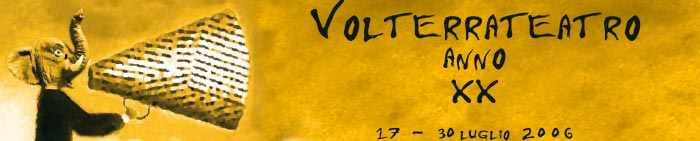 VOLTERRATEATRO
ANNO
XX
17 - 30 LUGLIO 2006